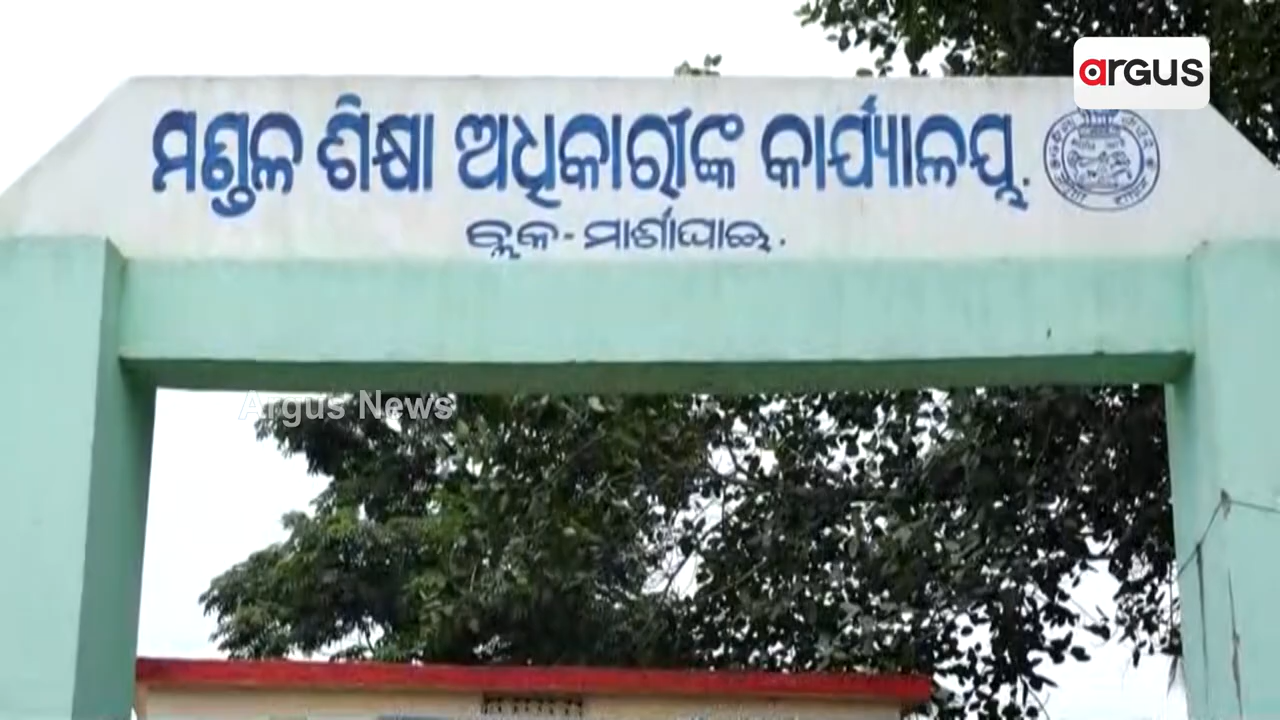 argus
ମଣ୍ଡଳ ଶିକ୍ଷା ଅଧିକାରୀଙ୍କ କାର୍ଯ୍ୟାଳୟ.
ବ୍ଲକ - ମାର୍ଶାଘାଇ.
Argus News